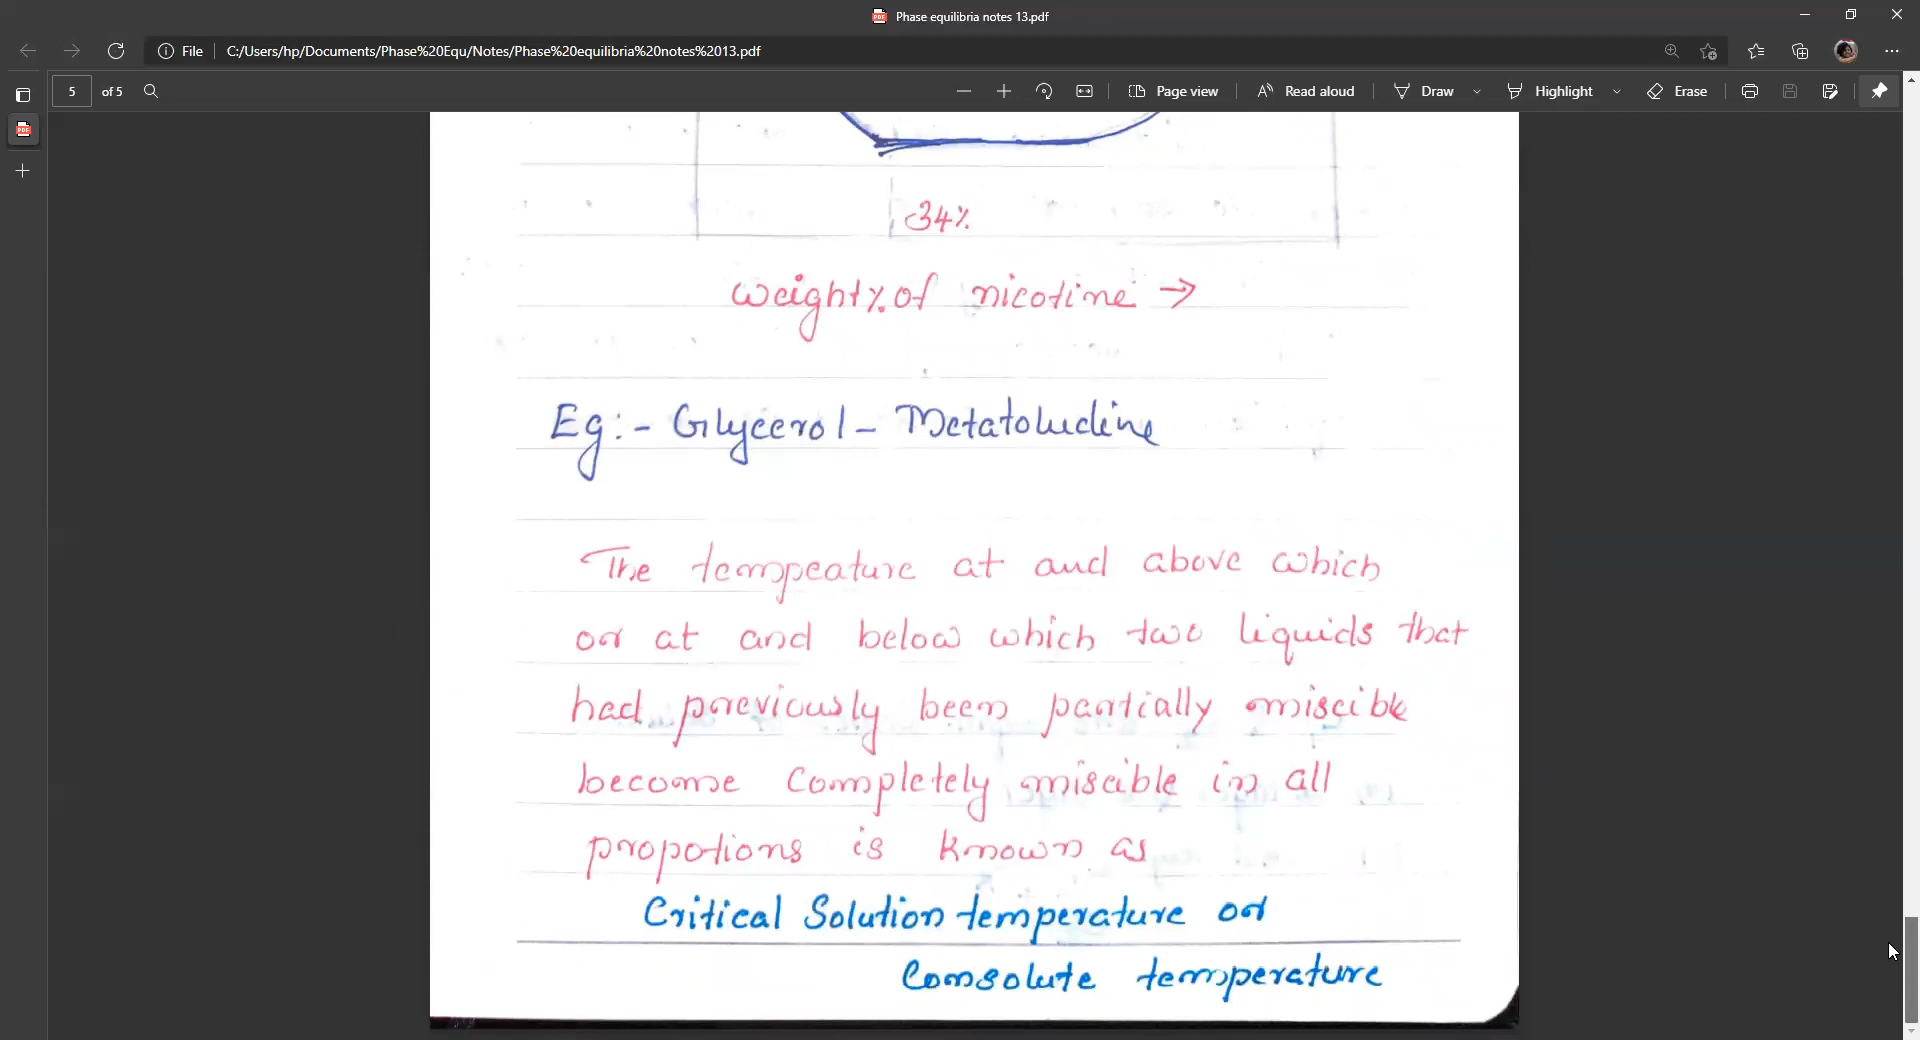 Phase equilibria notes 13.pdf
File
C:/Users/hp/Documents/Phase%20Equ/Notes/Phase%20equilibria%20notes%2013.pdf
5 of 5
Page view
Read aloud
Draw
Highlight
Erase
34%
weight% of nicotine →
Eg:- Glycerol - Metatoludine
The tempeature at and above which
or at and below which two liquids that
had previously been partially miscible
become completely miscible in all
propotions is known as
Critical Solution temperature or
Consolute temperature